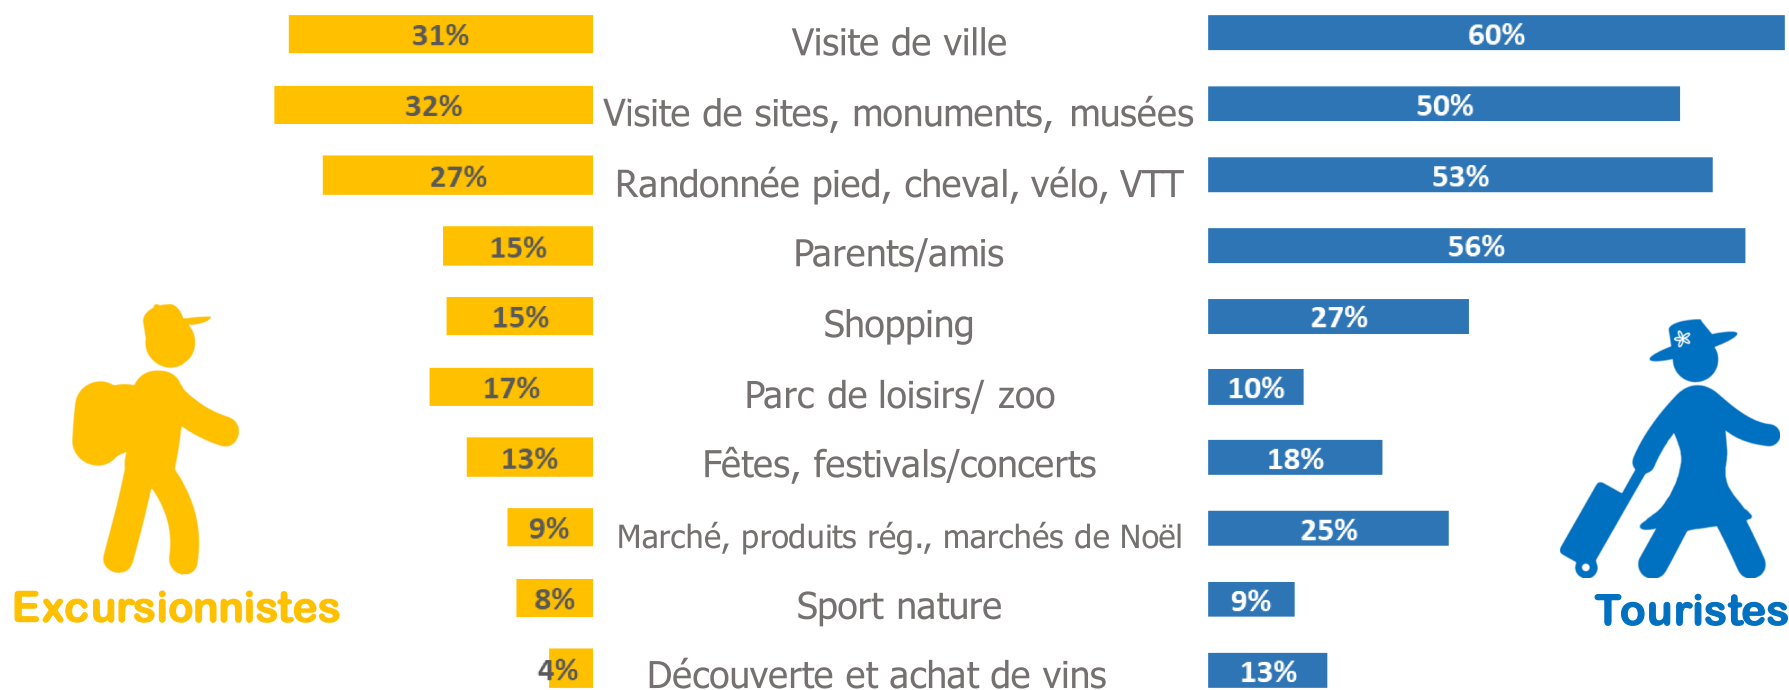 31% Visite de ville 60%
32% Visite de sites, monuments, musées 50%
27% Randonnée pied, cheval, vélo, VTT 53%
15% Parents/amis 56%
15% Shopping 27%
17% Parc de loisirs/ zoo 10%
13% Fêtes, festivals/concerts 18%
9% Marché, produits rég., marchés de Noël 25%
8% Sport nature 9%
Excursionnistes
Touristes
4% Découverte et achat de vins 13%